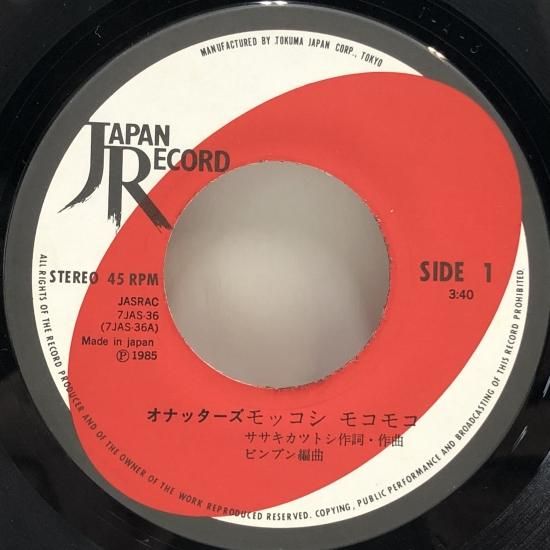 MANUFACTURED BY TOKUMA JAPAN CORP., TOKYO
JAPAN
RECORD
STEREO 45 RPM
SIDE 1
3:40
JASRAC
7JAS-36
(7JAS-36A)
Made in japan
Ⓟ1985
オナッターズ モッコシ モコモコ
ササキカツトシ作詞・作曲
ビンブン編曲
ALL RIGHTS OF THE RECORD PRODUCER AND OF THE OWNER OF THE WORK REPRODUCED RESERVED. COPYING, PUBLIC PERFORMANCE AND BROADCASTING OF THIS RECORD PROHIBITED.